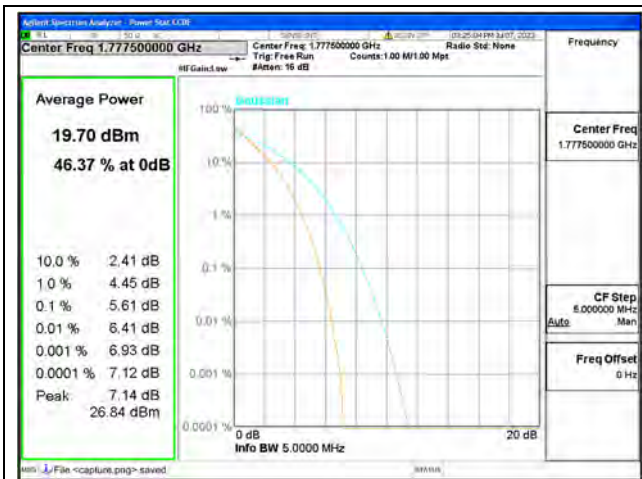 Agilent Spectrum Analyzer - Power Stat CCDF
Center Freq 1.777500000 GHz
Center Freq: 1.777500000 GHz
Radio Std: None
Trig: Free Run
Counts:1.00 M/1.00 Mpt
#IFGain:Low
#Atten: 16 dB
Frequency
Average Power
19.70 dBm
46.37 % at 0dB
10.0 % 2.41 dB
1.0 % 4.45 dB
0.1 % 5.61 dB
0.01 % 6.41 dB
0.001 % 6.93 dB
0.0001 % 7.12 dB
Peak 7.14 dB
26.84 dBm
Gaussian
100 %
10 %
1 %
0.1 %
0.01 %
0.001 %
0.0001 %
0 dB
20 dB
Info BW 5.0000 MHz
Center Freq
1.777500000 GHz
CF Step
5.000000 MHz
Auto Man
Freq Offset
0 Hz
MSG File <capture.png> saved
STATUS